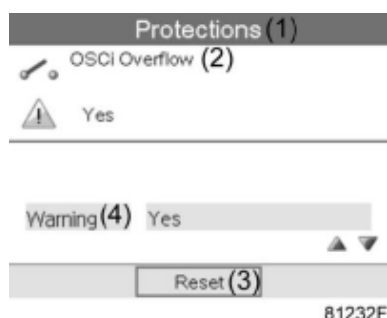 Protections (1)
OSCi Overflow (2)
Yes
Warning (4) Yes
Reset (3)
81232F